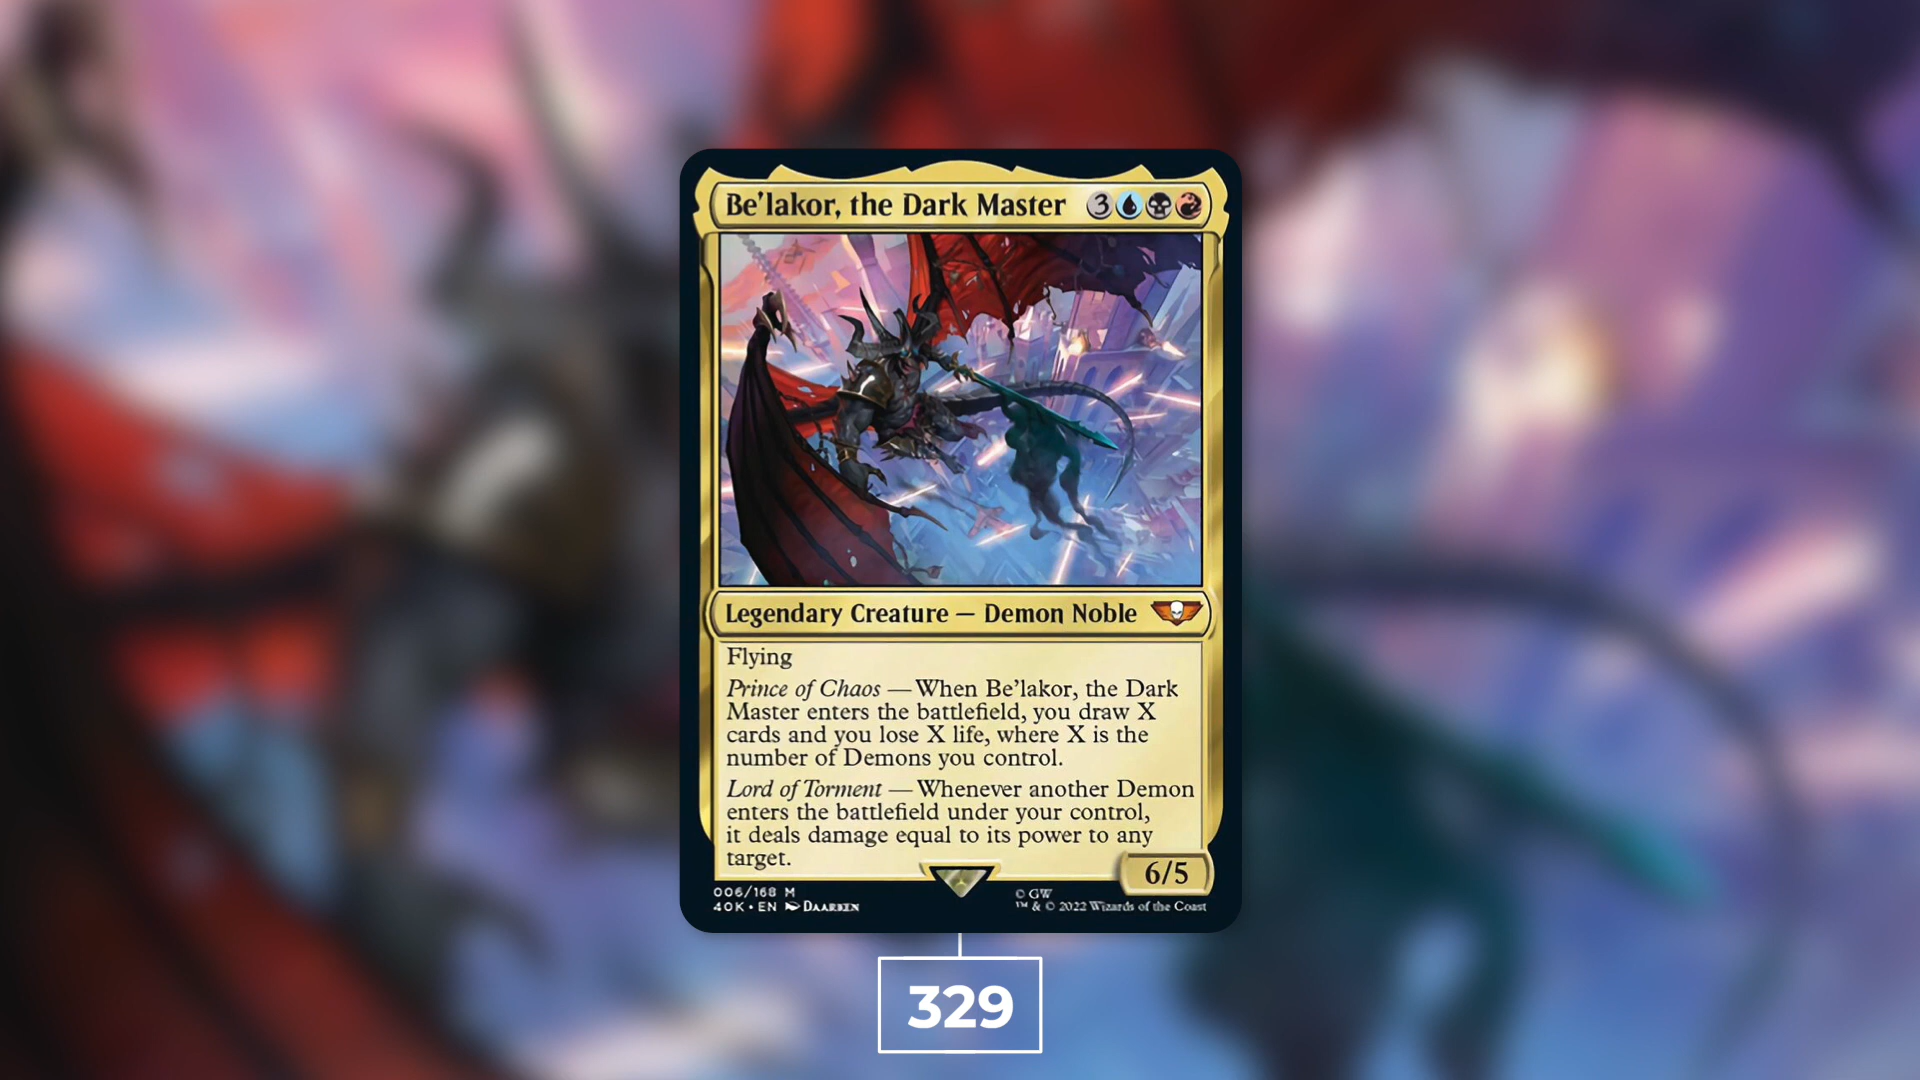 Be’lakor, the Dark Master 3
Legendary Creature — Demon Noble
Flying
Prince of Chaos — When Be’lakor, the Dark
Master enters the battlefield, you draw X
cards and you lose X life, where X is the
number of Demons you control.
Lord of Torment — Whenever another Demon
enters the battlefield under your control,
it deals damage equal to its power to any
target.
6/5
006/168 M
40K • EN DAARKEN
© GW
™ & © 2022 Wizards of the Coast
329